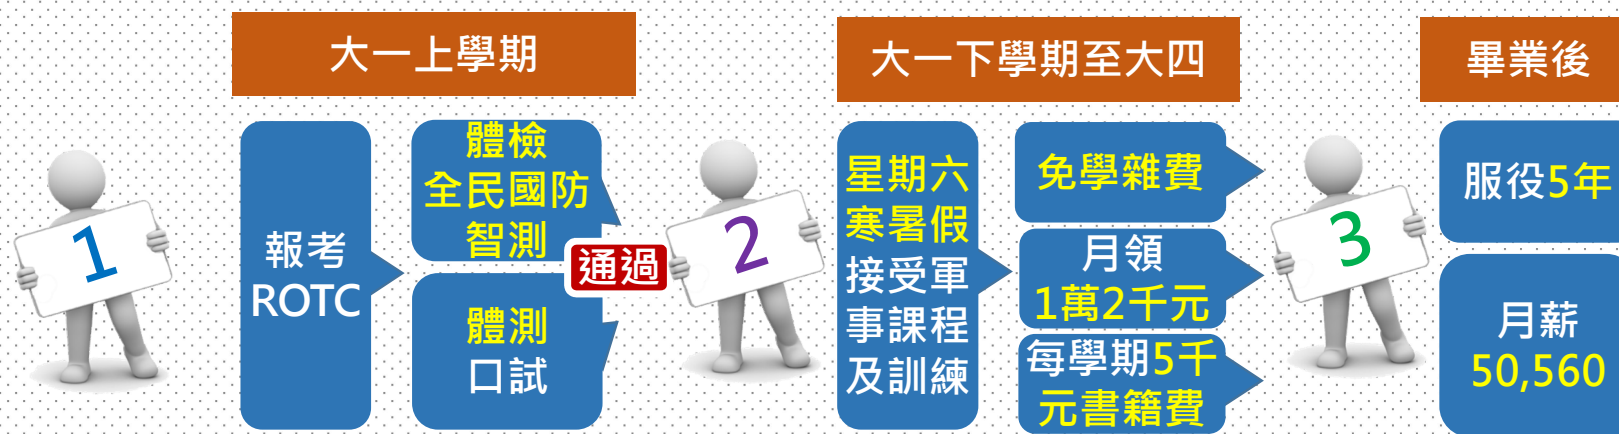 大一上學期
大一下學期至大四
畢業後
1
報考
ROTC
體檢
全民國防
智測
體測
口試
通過
2
星期六
寒暑假
接受軍
事課程
及訓練
免學雜費
月領
1萬2千元
每學期5千
元書籍費
3
服役5年
月薪
50,560